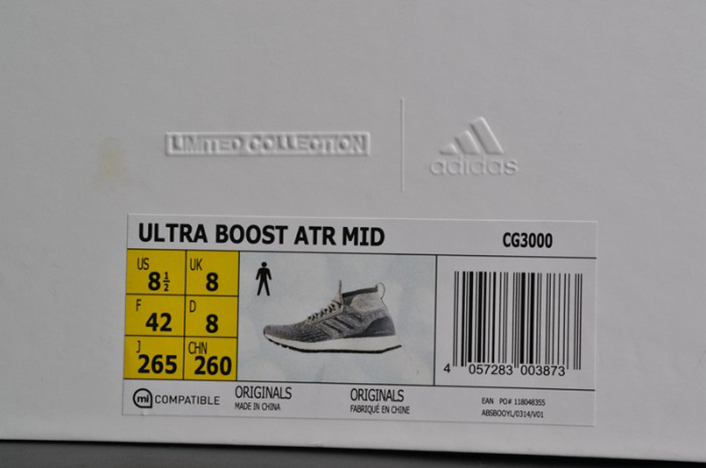 LIMITED COLLECTION
adidas
ULTRA BOOST ATR MID CG3000
US 8½ UK 8
F 42 D 8
J 265 CHN 260
4 057283 003873
mi COMPATIBLE
ORIGINALS ORIGINALS
MADE IN CHINA FABRIQUÉ EN CHINE
EAN PO# 118048355
ABSBOOYL/0314/V01